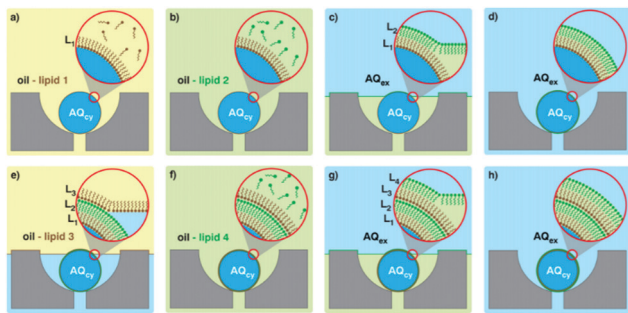 a)
L₁
oil - lipid 1
AQcy
b)
oil - lipid 2
AQcy
c)
L₂
L₁
AQex
AQcy
d)
AQex
AQcy
e)
L₃
L₂
L₁
oil - lipid 3
AQcy
f)
oil - lipid 4
AQcy
g)
L₄
L₃
L₂
L₁
AQex
AQcy
h)
AQex
AQcy